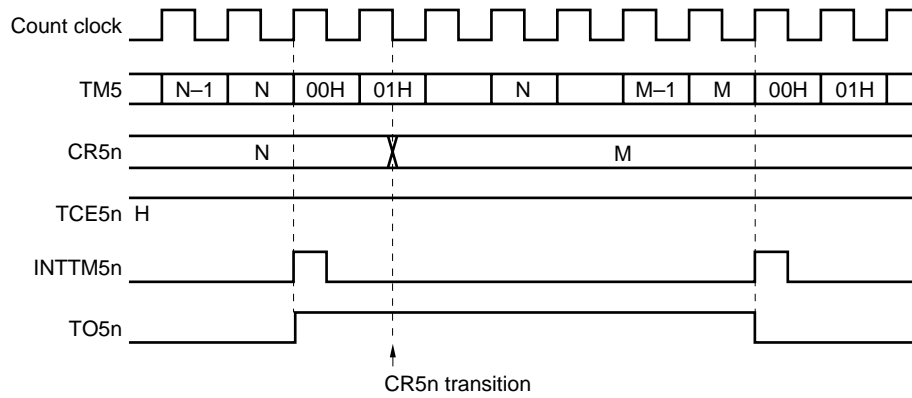 Count clock
TM5 N–1 N 00H 01H N M–1 M 00H 01H
CR5n N M
TCE5n H
INTTM5n
TO5n
CR5n transition